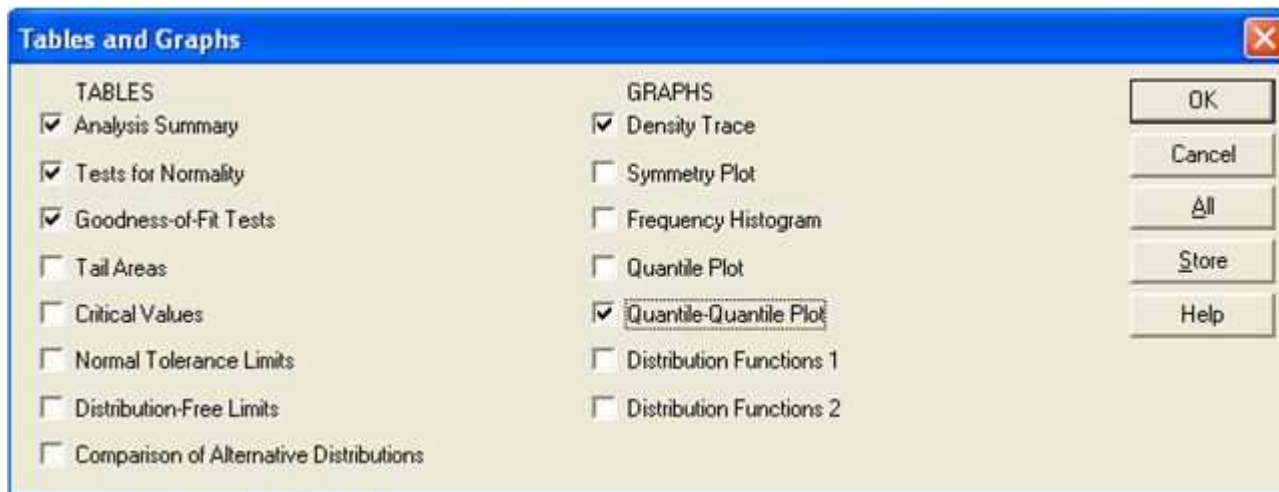 Tables and Graphs
TABLES
Analysis Summary
Tests for Normality
Goodness-of-Fit Tests
Tail Areas
Critical Values
Normal Tolerance Limits
Distribution-Free Limits
Comparison of Alternative Distributions
GRAPHS
Density Trace
Symmetry Plot
Frequency Histogram
Quantile Plot
Quantile-Quantile Plot
Distribution Functions 1
Distribution Functions 2
OK
Cancel
All
Store
Help